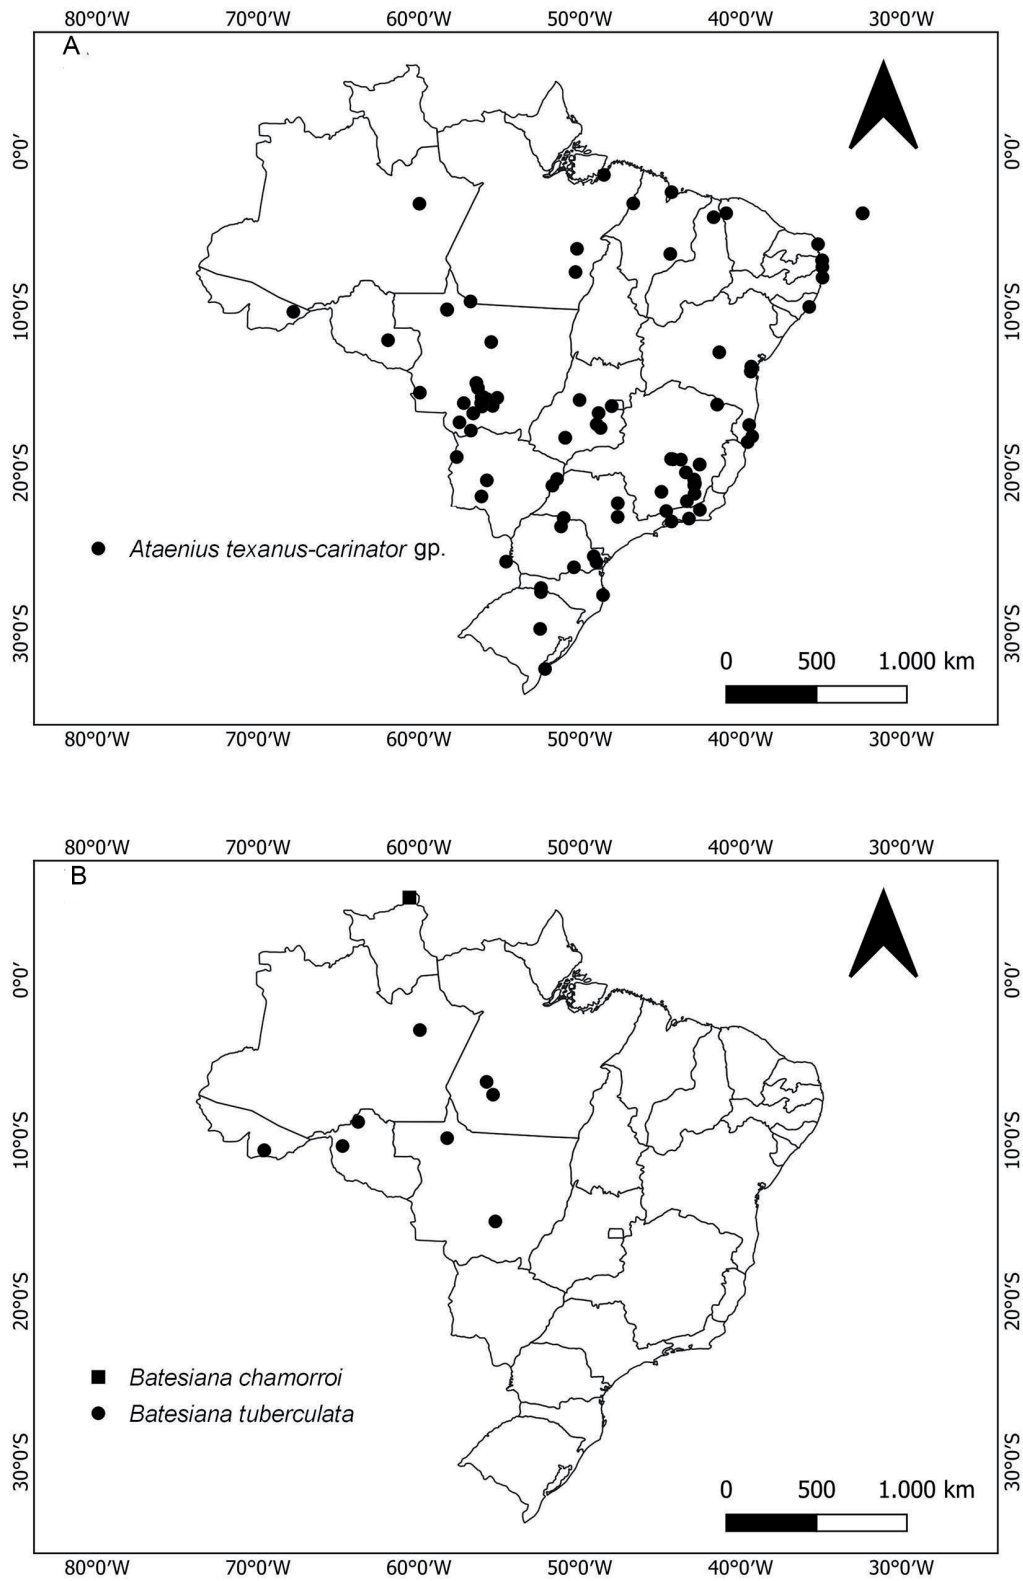 80°0'W 70°0'W 60°0'W 50°0'W 40°0'W 30°0'W
A
0°0' 0°0'
10°0'S 10°0'S
20°0'S 20°0'S
Ataenius texanus-carinator gp.
30°0'S 30°0'S
0 500 1.000 km
80°0'W 70°0'W 60°0'W 50°0'W 40°0'W 30°0'W
80°0'W 70°0'W 60°0'W 50°0'W 40°0'W 30°0'W
B
0°0' 0°0'
10°0'S 10°0'S
20°0'S 20°0'S
Batesiana chamorroi
Batesiana tuberculata
30°0'S 30°0'S
0 500 1.000 km
80°0'W 70°0'W 60°0'W 50°0'W 40°0'W 30°0'W